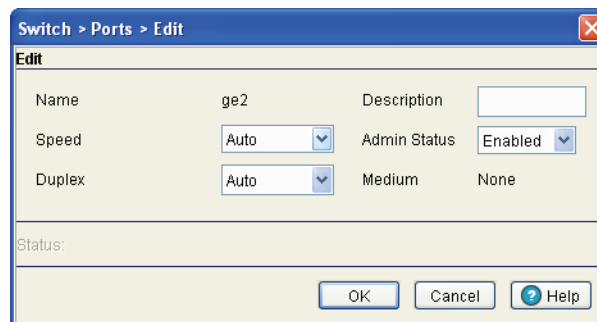 Switch > Ports > Edit
Edit
Name ge2 Description
Speed Auto Admin Status Enabled
Duplex Auto Medium None
Status:
OK Cancel ? Help